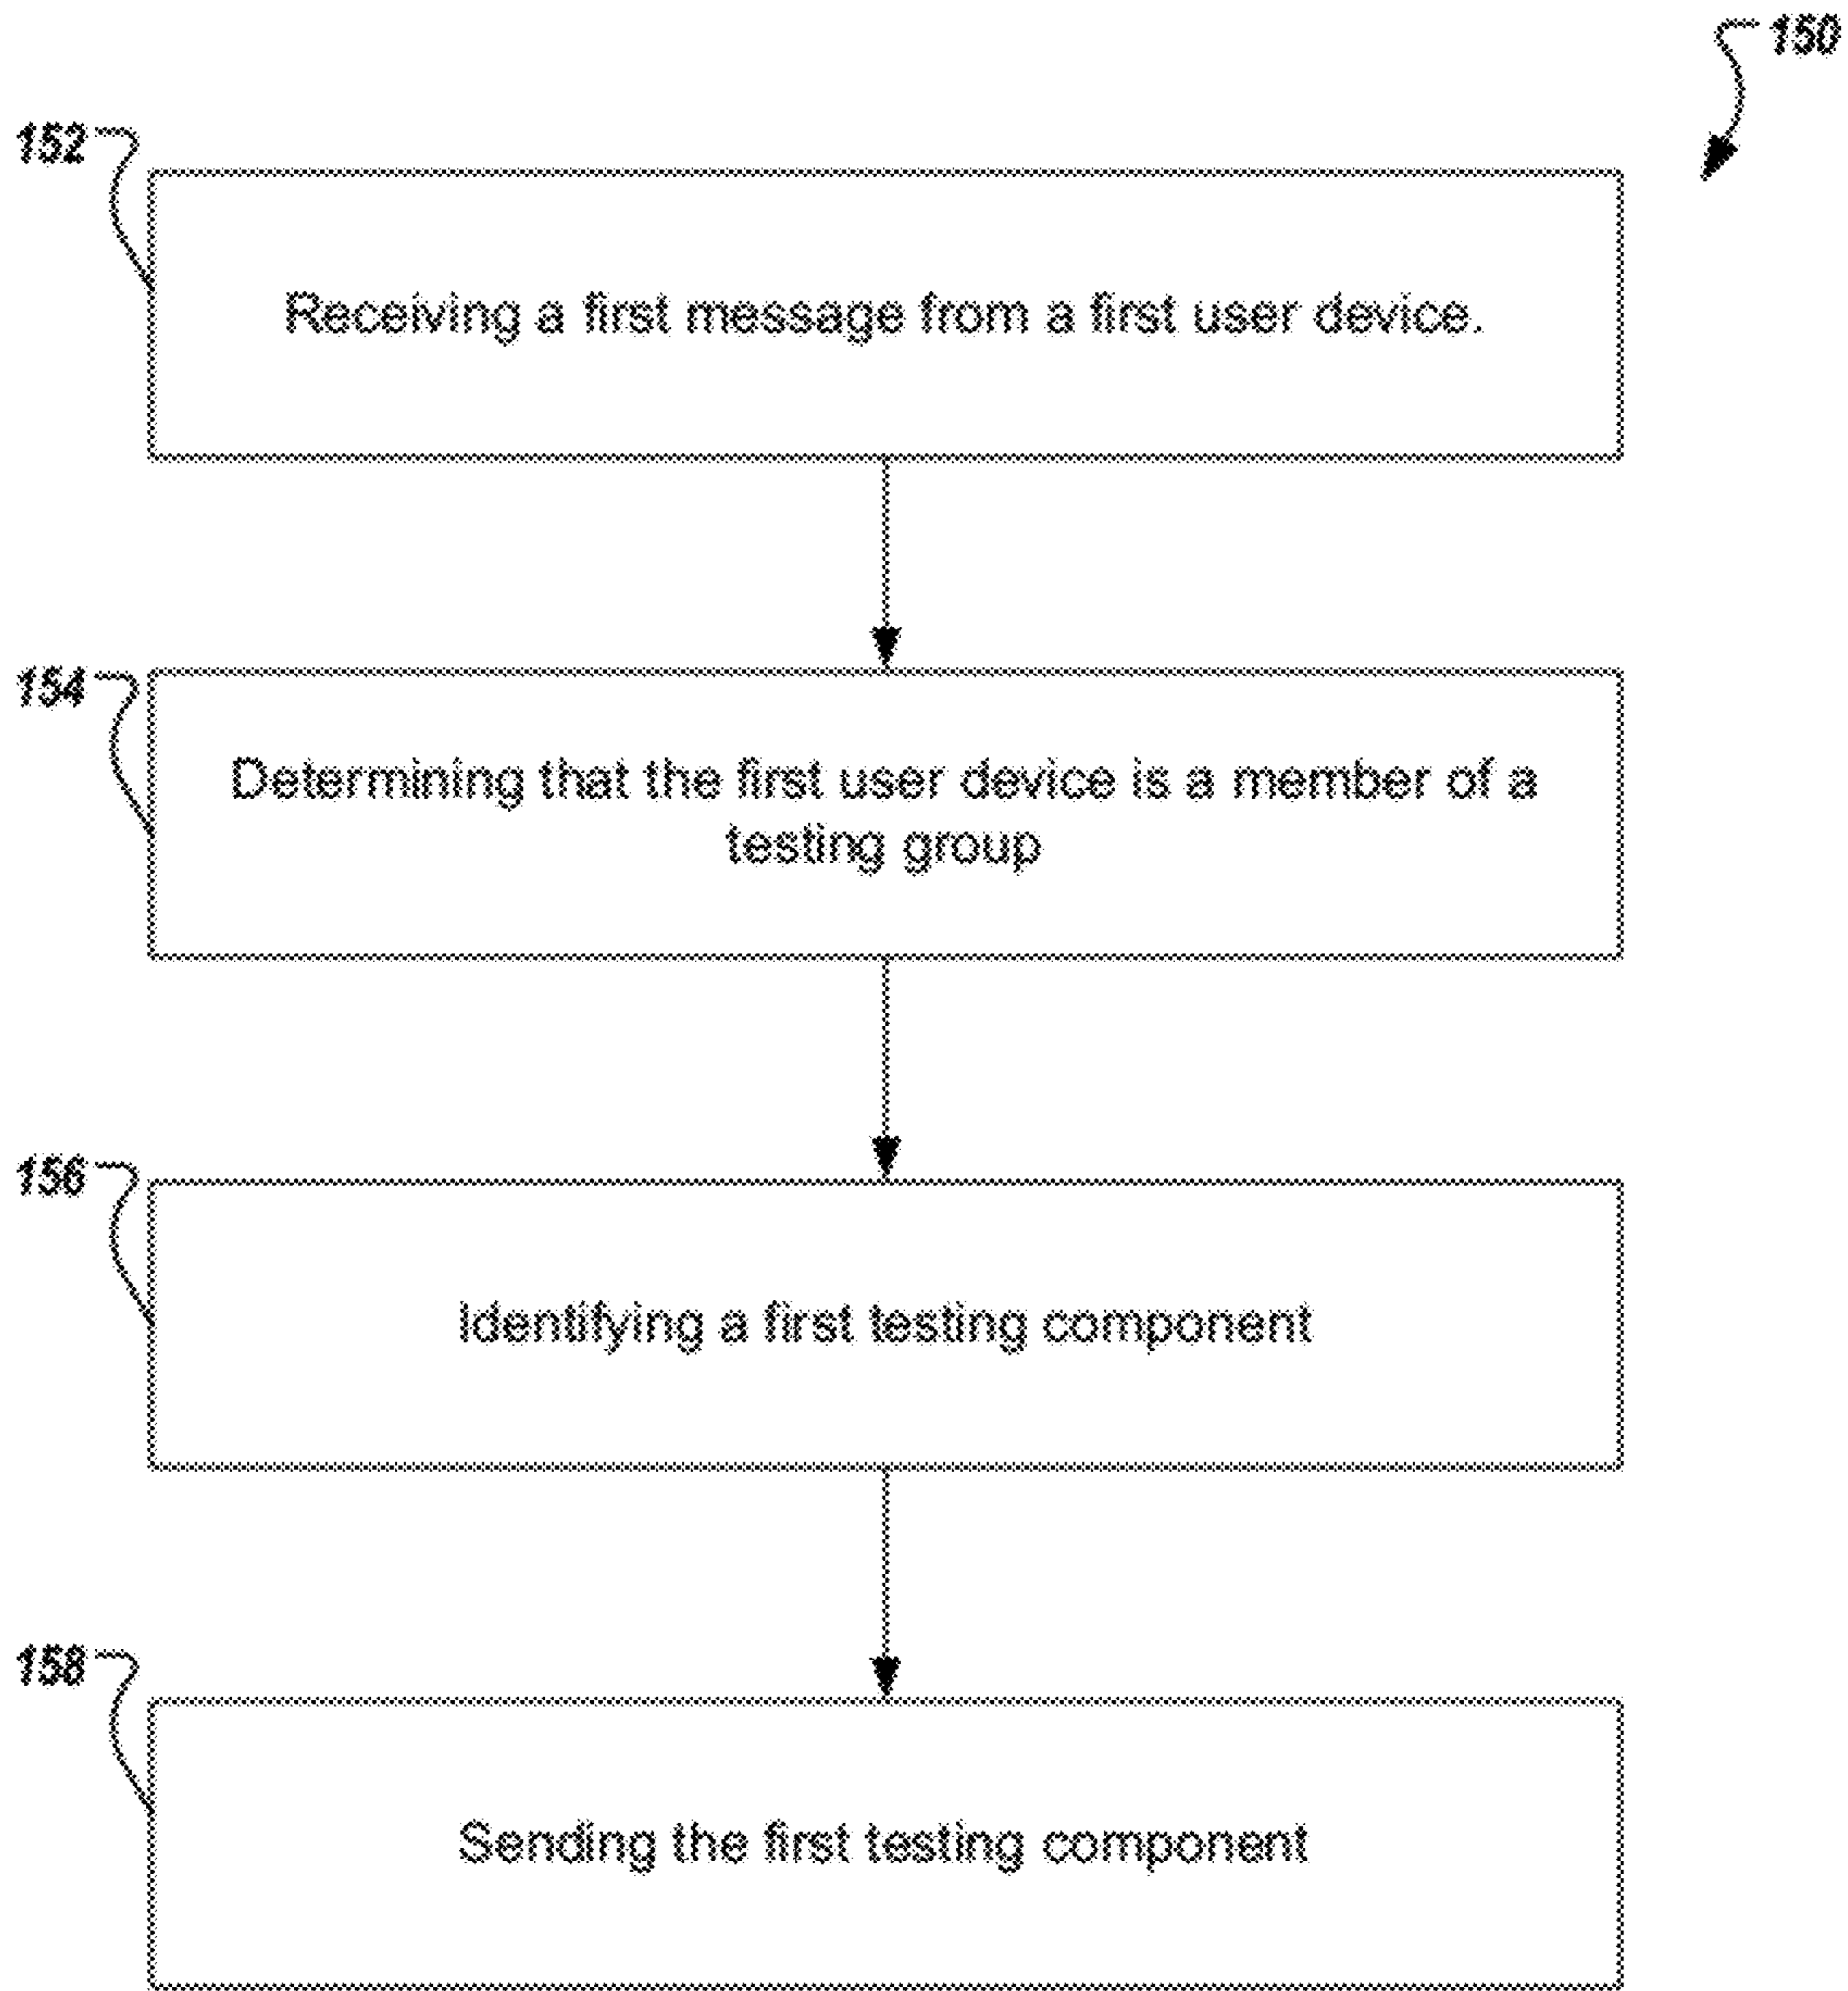 150
152
Receiving a first message from a first user device.
154
Determining that the first user device is a member of a
testing group
156
Identifying a first testing component
158
Sending the first testing component